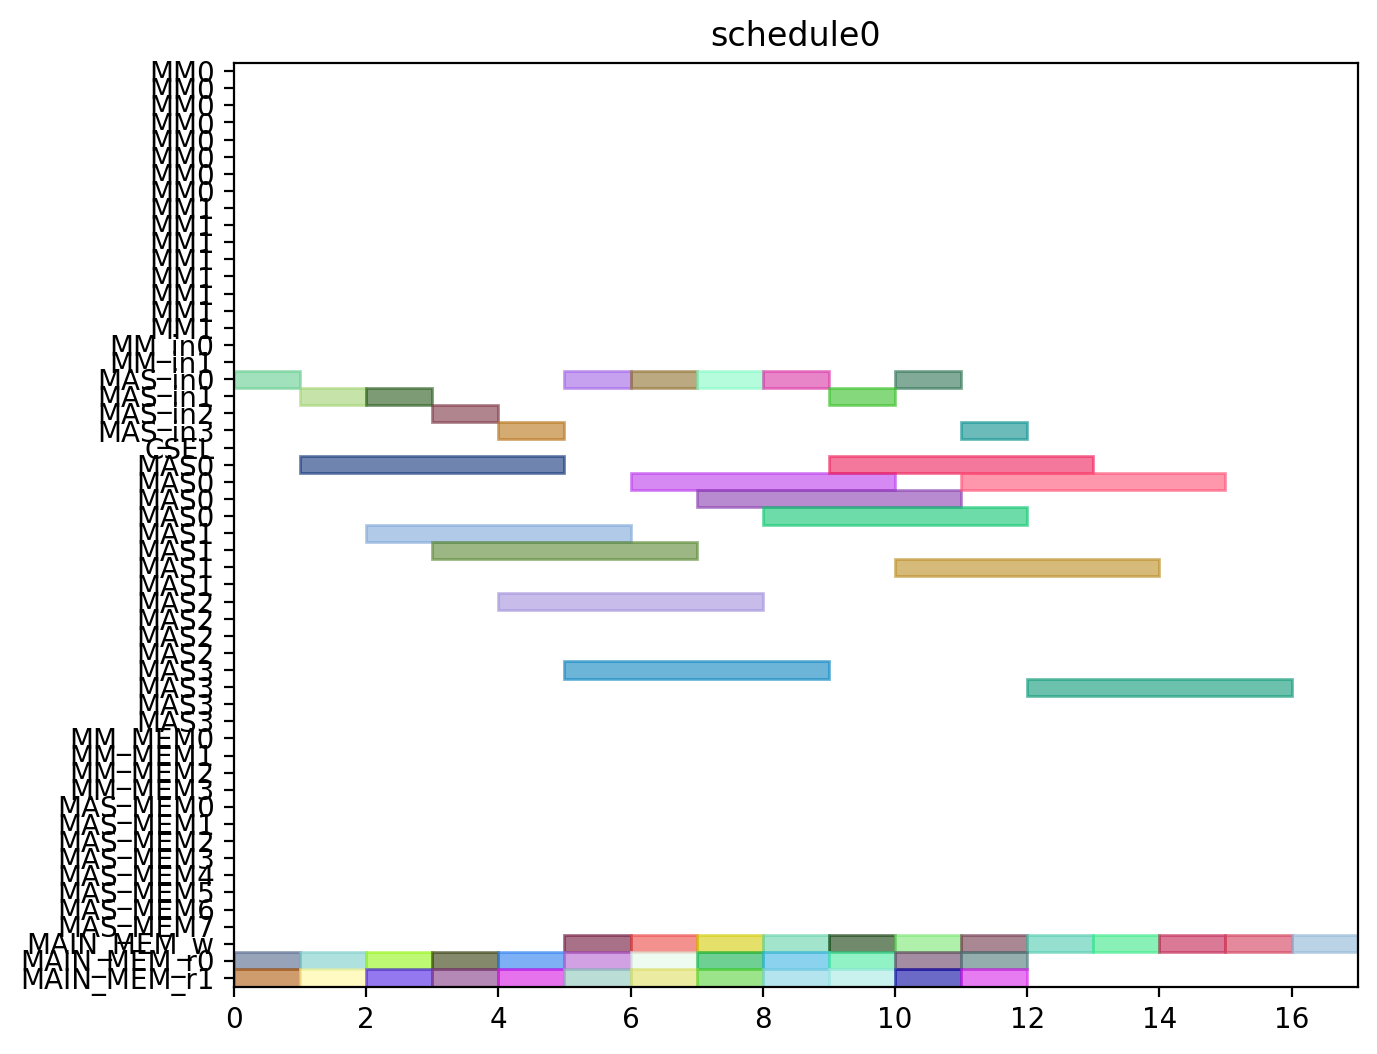 schedule0
MM0
MM0
MM0
MM0
MM0
MM0
MM0
MM0
MM1
MM1
MM1
MM1
MM1
MM1
MM1
MM1
MM_in0
MM_in1
MAS_in0
MAS_in1
MAS_in2
MAS_in3
CSEL
MAS0
MAS0
MAS0
MAS0
MAS1
MAS1
MAS1
MAS1
MAS2
MAS2
MAS2
MAS2
MAS3
MAS3
MAS3
MAS3
MM_MEM0
MM_MEM1
MM_MEM2
MM_MEM3
MAS_MEM0
MAS_MEM1
MAS_MEM2
MAS_MEM3
MAS_MEM4
MAS_MEM5
MAS_MEM6
MAS_MEM7
MAIN_MEM_w
MAIN_MEM_r0
MAIN_MEM_r1
0 2 4 6 8 10 12 14 16